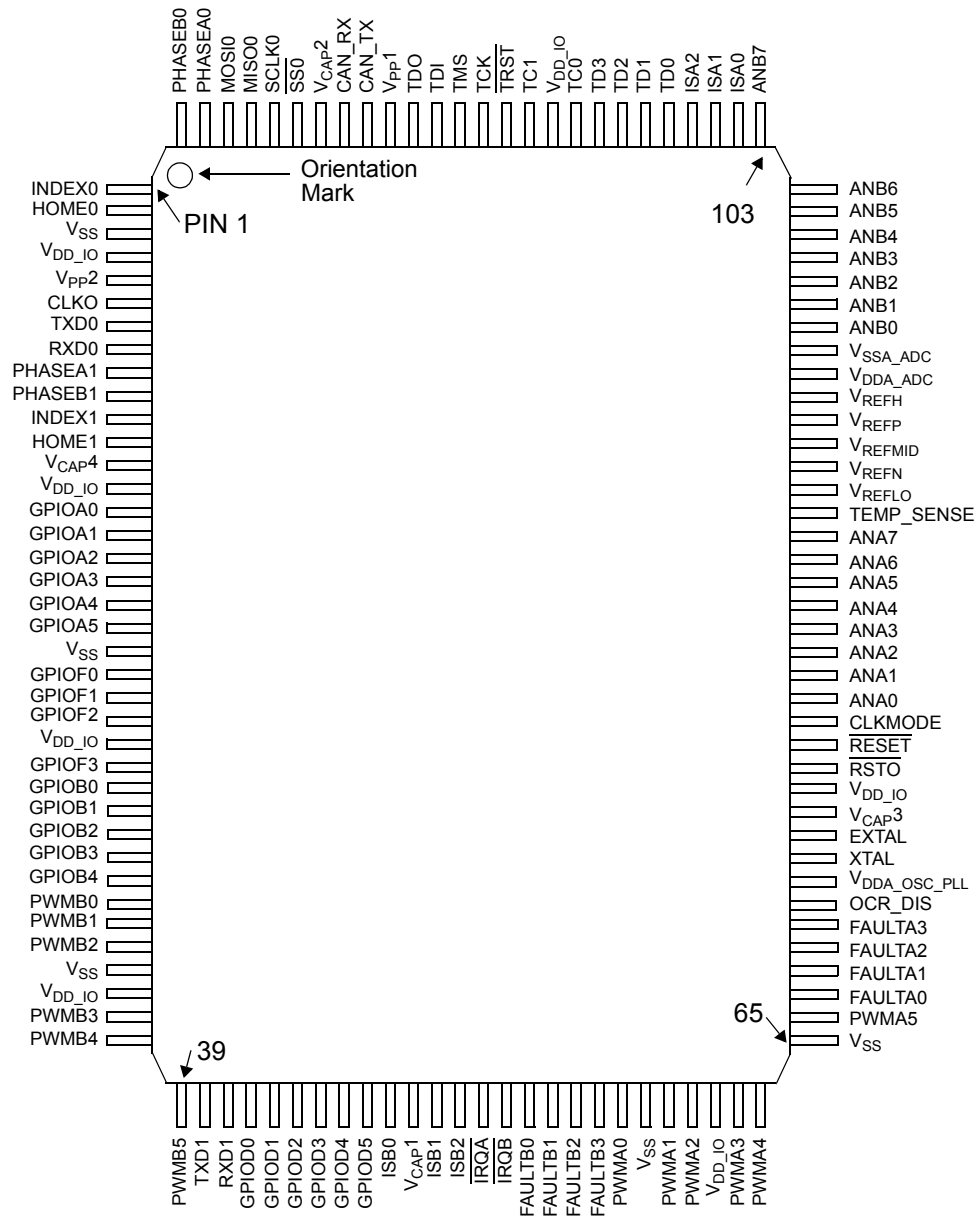 PHASEB0
PHASEA0
MOSI0
MISO0
SCLK0
SS0
VCAP2
CAN_RX
CAN_TX
VPP1
TDO
TDI
TMS
TCK
TRST
TC1
VDD_IO
TC0
TD3
TD2
TD1
TD0
ISA2
ISA1
ISA0
ANB7
Orientation
Mark
PIN 1
103
INDEX0
HOME0
VSS
VDD_IO
VPP2
CLKO
TXD0
RXD0
PHASEA1
PHASEB1
INDEX1
HOME1
VCAP4
VDD_IO
GPIOA0
GPIOA1
GPIOA2
GPIOA3
GPIOA4
GPIOA5
VSS
GPIOF0
GPIOF1
GPIOF2
VDD_IO
GPIOF3
GPIOB0
GPIOB1
GPIOB2
GPIOB3
GPIOB4
PWMB0
PWMB1
PWMB2
VSS
VDD_IO
PWMB3
PWMB4
ANB6
ANB5
ANB4
ANB3
ANB2
ANB1
ANB0
VSSA_ADC
VDDA_ADC
VREFH
VREFP
VREFMID
VREFN
VREFLO
TEMP_SENSE
ANA7
ANA6
ANA5
ANA4
ANA3
ANA2
ANA1
ANA0
CLKMODE
RESET
RSTO
VDD_IO
VCAP3
EXTAL
XTAL
VDDA_OSC_PLL
OCR_DIS
FAULTA3
FAULTA2
FAULTA1
FAULTA0
PWMA5
VSS
39
65
PWMB5
TXD1
RXD1
GPIOD0
GPIOD1
GPIOD2
GPIOD3
GPIOD4
GPIOD5
ISB0
VCAP1
ISB1
ISB2
IRQA
IRQB
FAULTB0
FAULTB1
FAULTB2
FAULTB3
PWMA0
VSS
PWMA1
PWMA2
VDD_IO
PWMA3
PWMA4